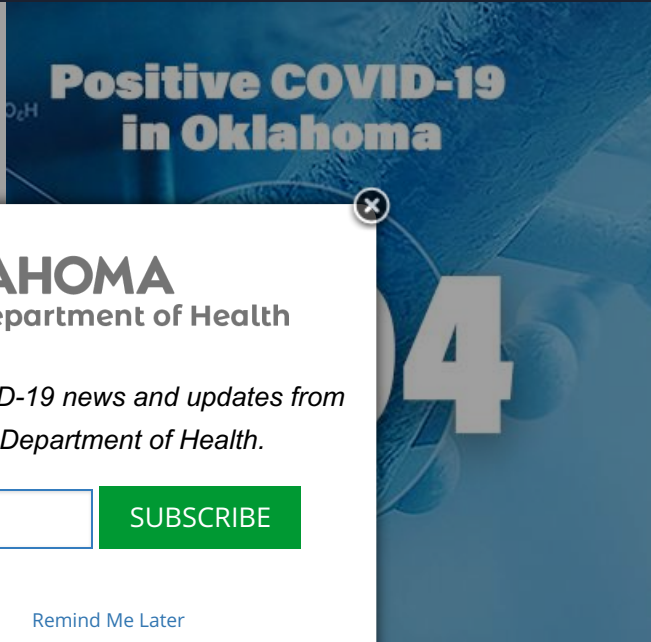 Positive COVID-19
in Oklahoma
4
AHOMA
epartment of Health
D-19 news and updates from
Department of Health.
SUBSCRIBE
Remind Me Later